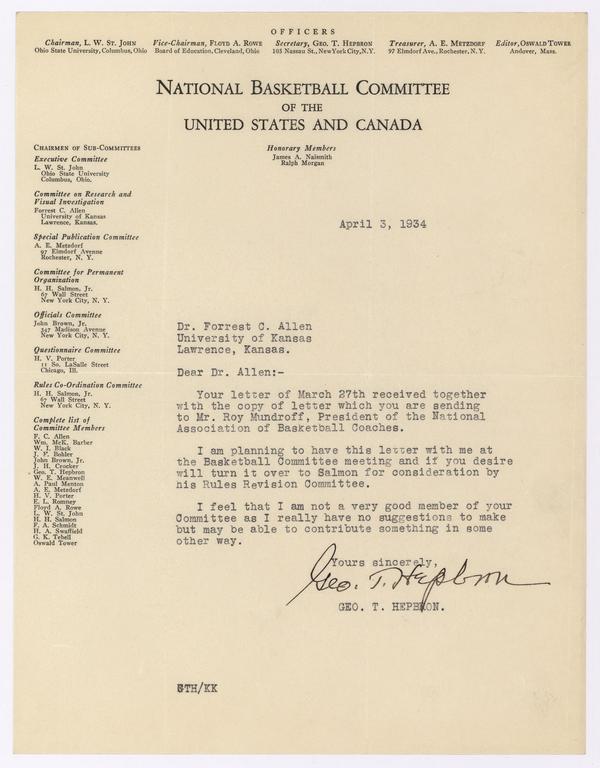 OFFICERS
Chairman, L. W. St. John
Ohio State University, Columbus, Ohio
Vice-Chairman, Floyd A. Rowe
Board of Education, Cleveland, Ohio
Secretary, Geo. T. Hepbron
105 Nassau St., New York City, N.Y.
Treasurer, A. E. Metzdorf
97 Elmdorf Ave., Rochester, N. Y.
Editor, Oswald Tower
Andover, Mass.
National Basketball Committee
OF THE
UNITED STATES AND CANADA
Honorary Members
James A. Naismith
Ralph Morgan
Chairmen of Sub-Committees
Executive Committee
L. W. St. John
Ohio State University
Columbus, Ohio.
Committee on Research and
Visual Investigation
Forrest C. Allen
University of Kansas
Lawrence, Kansas.
Special Publication Committee
A. E. Metzdorf
97 Elmdorf Avenue
Rochester, N. Y.
Committee for Permanent
Organization
H. H. Salmon, Jr.
67 Wall Street
New York City, N. Y.
Officials Committee
John Brown, Jr.
347 Madison Avenue
New York City, N. Y.
Questionnaire Committee
H. V. Porter
11 So. LaSalle Street
Chicago, Ill.
Rules Co-Ordination Committee
H. H. Salmon, Jr.
67 Wall Street
New York City, N. Y.
Complete list of
Committee Members
F. C. Allen
Wm. McK. Barber
W. I. Black
J. F. Bohler
John Brown, Jr.
J. H. Crocker
Geo. T. Hepbron
W. E. Meanwell
A. Paul Menton
A. E. Metzdorf
H. V. Porter
E. L. Romney
Floyd A. Rowe
L. W. St. John
H. H. Salmon
F. A. Schmidt
H. A. Swaffield
G. K. Tebell
Oswald Tower
April 3, 1934
Dr. Forrest C. Allen
University of Kansas
Lawrence, Kansas.
Dear Dr. Allen:-
Your letter of March 27th received together
with the copy of letter which you are sending
to Mr. Roy Mundroff, President of the National
Association of Basketball Coaches.
I am planning to have this letter with me at
the Basketball Committee meeting and if you desire
will turn it over to Salmon for consideration by
his Rules Revision Committee.
I feel that I am not a very good member of your
Committee as I really have no suggestions to make
but may be able to contribute something in some
other way.
Yours sincerely,
Geo. T. Hepbron
GEO. T. HEPBRON.
GTH/KK